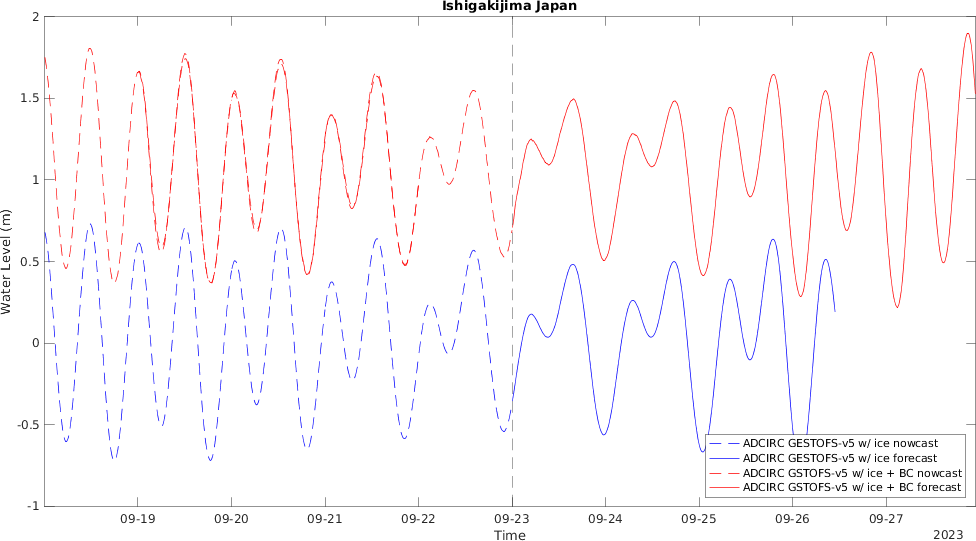 Ishigakijima Japan
Water Level (m)
2
1.5
1
0.5
0
-0.5
-1
ADCIRC GESTOFS-v5 w/ ice nowcast
ADCIRC GESTOFS-v5 w/ ice forecast
ADCIRC GSTOFS-v5 w/ ice + BC nowcast
ADCIRC GSTOFS-v5 w/ ice + BC forecast
09-19 09-20 09-21 09-22 09-23 09-24 09-25 09-26 09-27
Time
2023